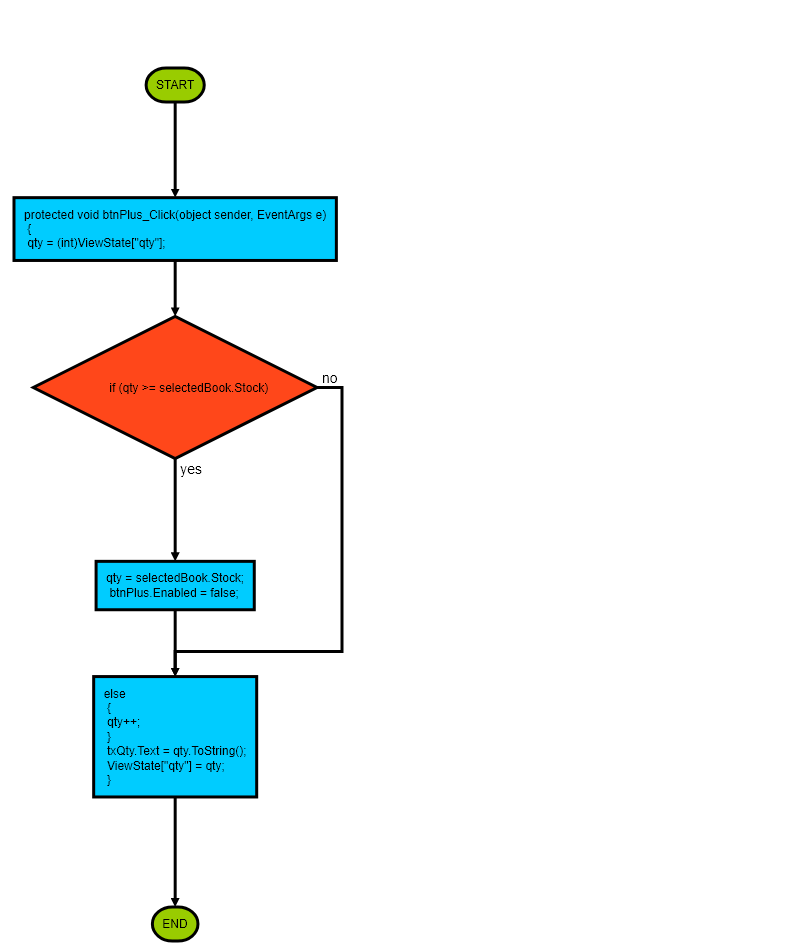 START
protected void btnPlus_Click(object sender, EventArgs e)
{
qty = (int)ViewState["qty"];
if (qty >= selectedBook.Stock)
no
yes
qty = selectedBook.Stock;
btnPlus.Enabled = false;
else
{
qty++;
}
txQty.Text = qty.ToString();
ViewState["qty"] = qty;
}
END